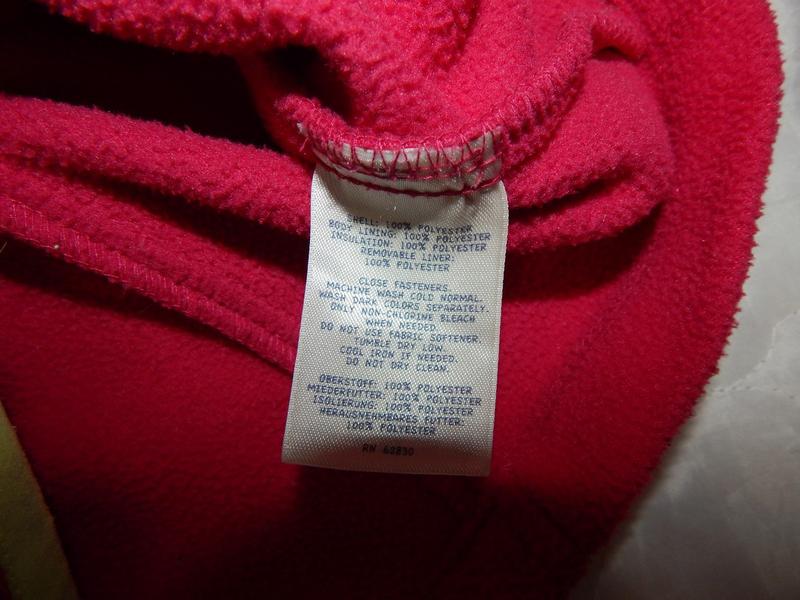 SHELL: 100% POLYESTER
BODY LINING: 100% POLYESTER
INSULATION: 100% POLYESTER
REMOVABLE LINER:
100% POLYESTER
CLOSE FASTENERS.
MACHINE WASH COLD NORMAL.
WASH DARK COLORS SEPARATELY.
ONLY NON-CHLORINE BLEACH
WHEN NEEDED.
DO NOT USE FABRIC SOFTENER.
TUMBLE DRY LOW.
COOL IRON IF NEEDED.
DO NOT DRY CLEAN.
OBERSTOFF: 100% POLYESTER
MIEDERFUTTER: 100% POLYESTER
ISOLIERUNG: 100% POLYESTER
HERAUSNEHMBARES FUTTER:
100% POLYESTER
RN 68830